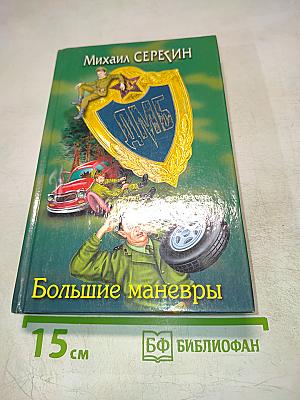 Михаил СЕРЕГИН
ДМБ
Большие маневры
15 см
БФ БИБЛИОФАН